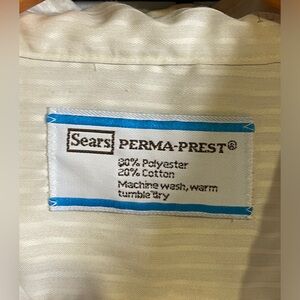 Sears PERMA-PREST®
80% Polyester
20% Cotton
Machine wash, warm
tumble dry